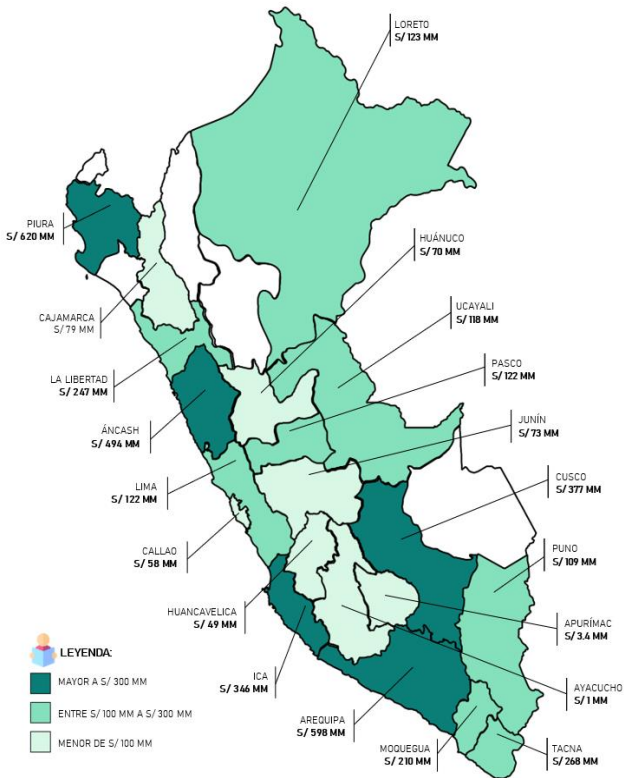 LORETO
S/ 123 MM
PIURA
S/ 620 MM
HUÁNUCO
S/ 70 MM
CAJAMARCA
S/ 79 MM
UCAYALI
S/ 118 MM
LA LIBERTAD
S/ 247 MM
PASCO
S/ 122 MM
ÁNCASH
S/ 494 MM
JUNÍN
S/ 73 MM
LIMA
S/ 122 MM
CUSCO
S/ 377 MM
CALLAO
S/ 58 MM
PUNO
S/ 109 MM
HUANCAVELICA
S/ 49 MM
APURÍMAC
S/ 3.4 MM
ICA
S/ 346 MM
AYACUCHO
S/ 1 MM
AREQUIPA
S/ 598 MM
MOQUEGUA
S/ 210 MM
TACNA
S/ 268 MM
LEYENDA:
MAYOR A S/ 300 MM
ENTRE S/ 100 MM A S/ 300 MM
MENOR DE S/ 100 MM